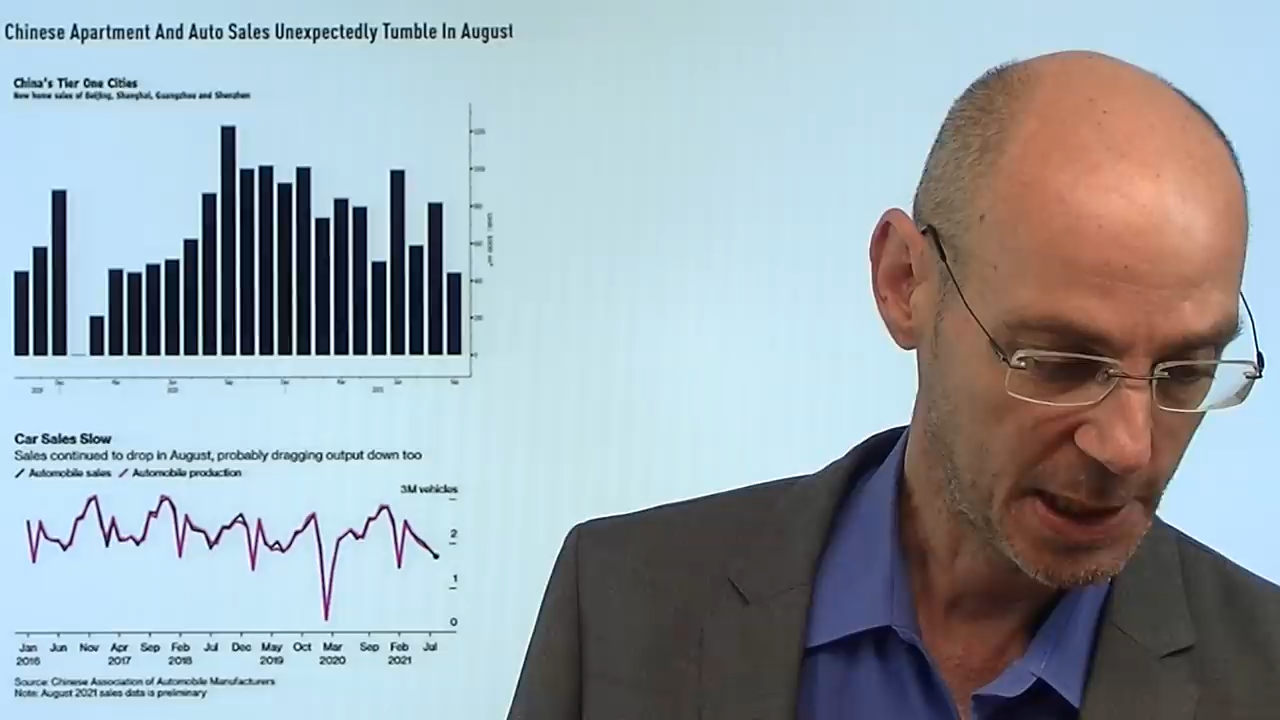 Chinese Apartment And Auto Sales Unexpectedly Tumble In August
China's Tier One Cities
New home sales of Beijing, Shanghai, Guangzhou and Shenzhen
Car Sales Slow
Sales continued to drop in August, probably dragging output down too
Automobile sales Automobile production
3M vehicles
2
1
0
Jan Jun Nov Apr Sep Feb Jul Dec May Oct Mar Sep Feb Jul
2016 2017 2018 2019 2020 2021
Source: Chinese Association of Automobile Manufacturers
Note: August 2021 sales data is preliminary